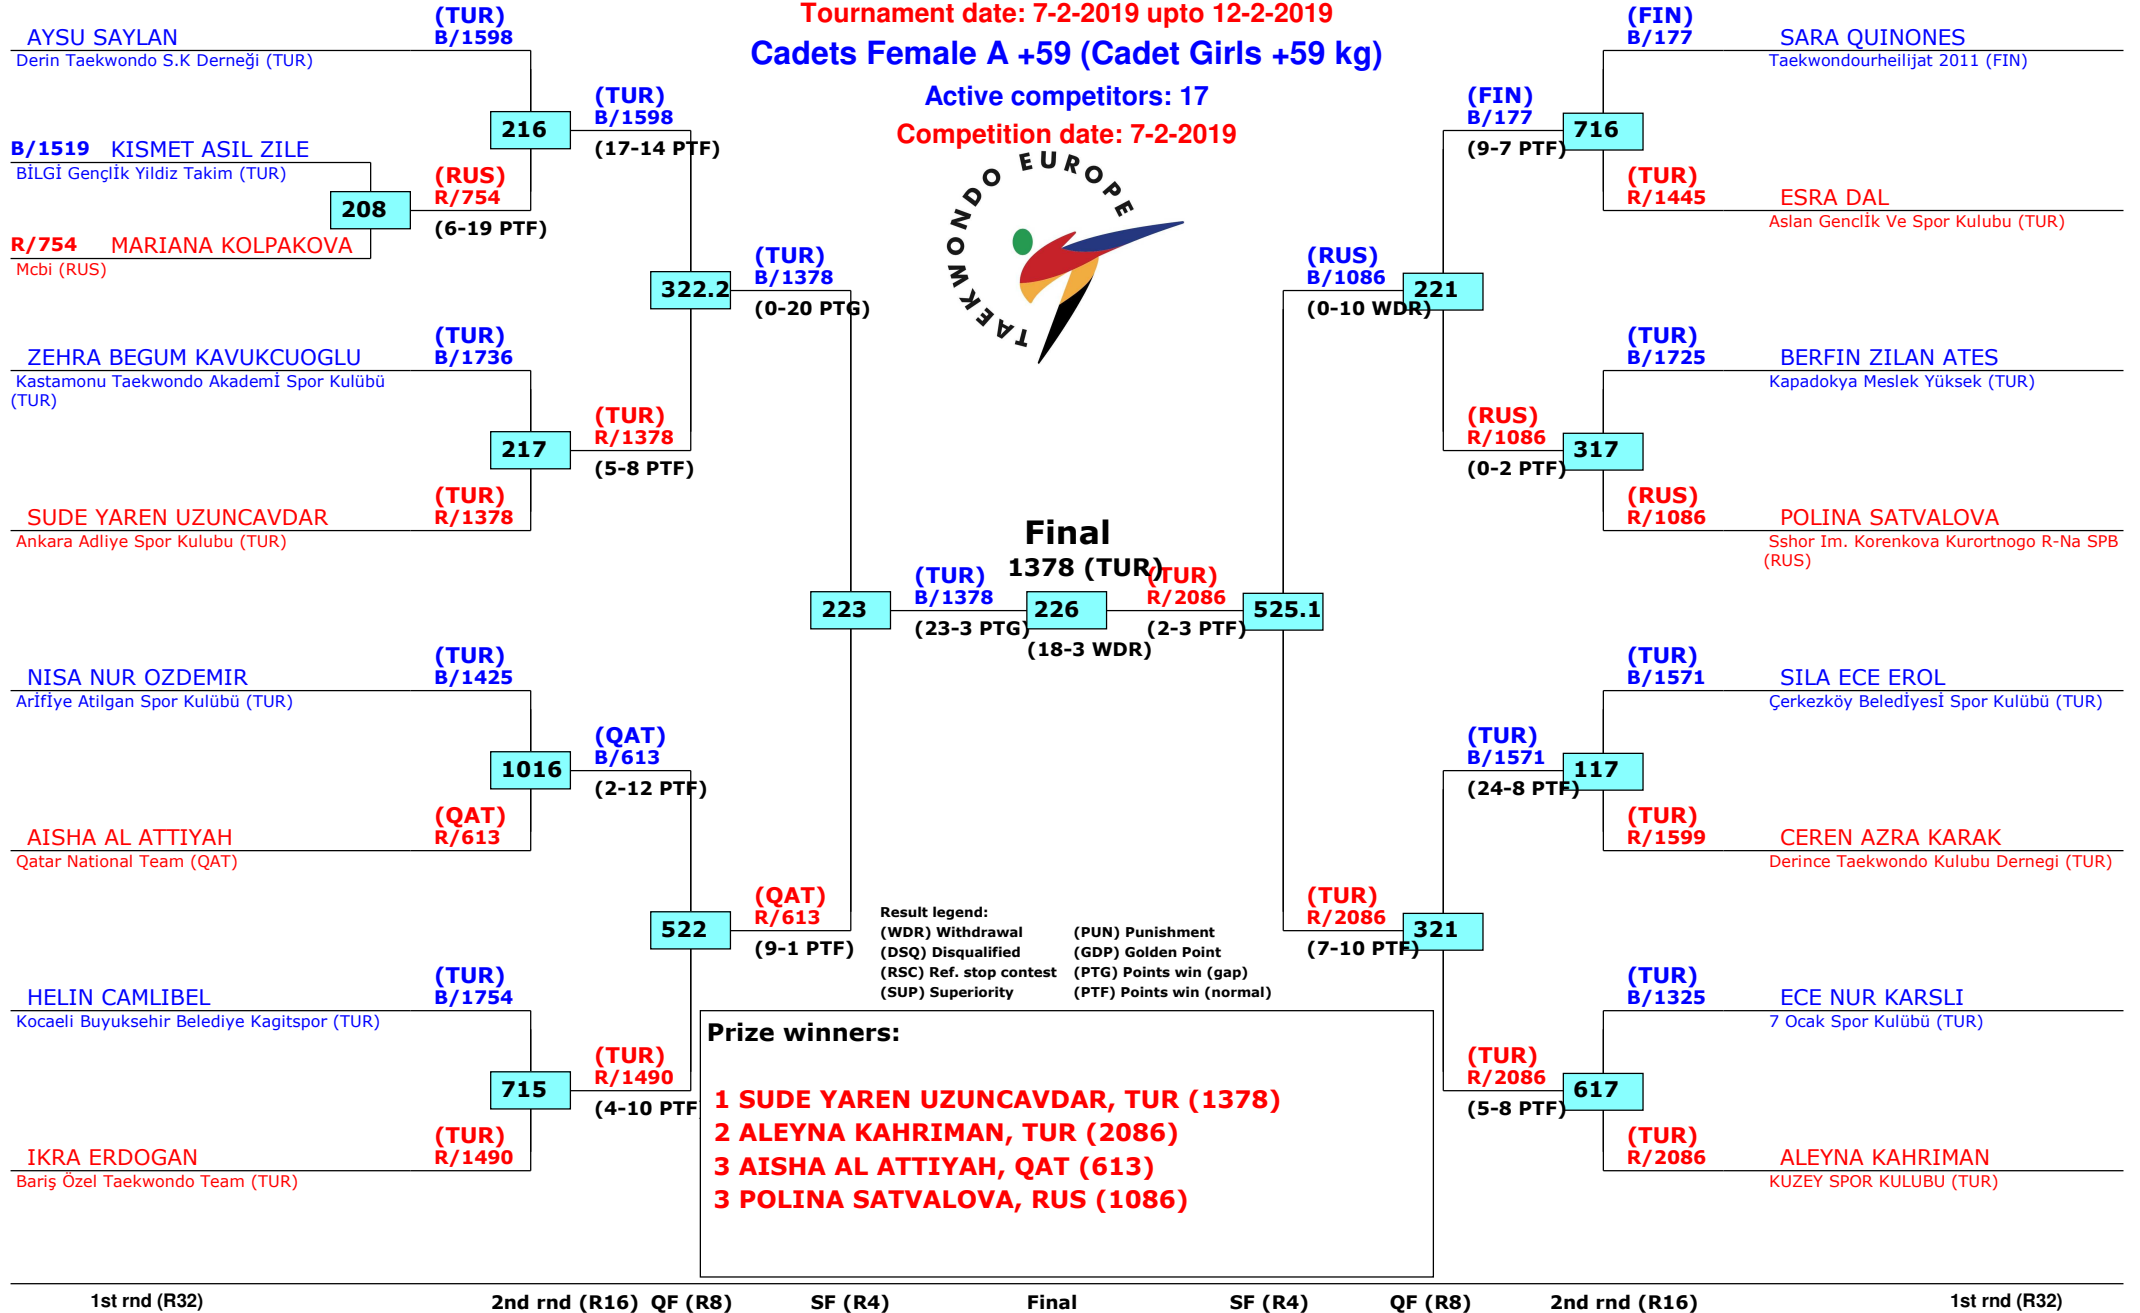 Tournament date: 7-2-2019 upto 12-2-2019
Cadets Female A +59 (Cadet Girls +59 kg)
Active competitors: 17
Competition date: 7-2-2019
TAEKWONDO EUROPE
(TUR)
AYSU SAYLAN B/1598
Derin Taekwondo S.K Derneği (TUR)
(TUR)
B/1598
216
(17-14 PTF)
B/1519 KISMET ASIL ZILE
BİLGİ Gençlİk Yildiz Takim (TUR)
(RUS)
R/754
208
(6-19 PTF)
R/754 MARIANA KOLPAKOVA
Mcbi (RUS)
(TUR)
B/1378
322.2
(0-20 PTG)
(TUR)
ZEHRA BEGUM KAVUKCUOGLU B/1736
Kastamonu Taekwondo Akademİ Spor Kulübü
(TUR)
(TUR)
R/1378
217
(5-8 PTF)
(TUR)
SUDE YAREN UZUNCAVDAR R/1378
Ankara Adliye Spor Kulubu (TUR)
223
(TUR)
B/1378
(23-3 PTG)
Final
1378 (TUR)
226
(18-3 WDR)
(TUR)
R/2086
(2-3 PTF)
525.1
(TUR)
NISA NUR OZDEMIR B/1425
Arİfİye Atilgan Spor Kulübü (TUR)
(QAT)
B/613
1016
(2-12 PTF)
(QAT)
AISHA AL ATTIYAH R/613
Qatar National Team (QAT)
(QAT)
R/613
522
(9-1 PTF)
(TUR)
HELIN CAMLIBEL B/1754
Kocaeli Buyuksehir Belediye Kagitspor (TUR)
(TUR)
R/1490
715
(4-10 PTF
(TUR)
IKRA ERDOGAN R/1490
Bariş Özel Taekwondo Team (TUR)
(FIN)
B/177 SARA QUINONES
Taekwondourheilijat 2011 (FIN)
(FIN)
B/177
716
(9-7 PTF)
(TUR)
R/1445 ESRA DAL
Aslan Genclİk Ve Spor Kulubu (TUR)
(RUS)
B/1086
221
(0-10 WDR)
(TUR)
B/1725 BERFIN ZILAN ATES
Kapadokya Meslek Yüksek (TUR)
(RUS)
R/1086
317
(0-2 PTF)
(RUS)
R/1086 POLINA SATVALOVA
Sshor Im. Korenkova Kurortnogo R-Na SPB
(RUS)
(TUR)
B/1571 SILA ECE EROL
Çerkezköy Beledİyesİ Spor Kulübü (TUR)
(TUR)
B/1571
117
(24-8 PTF)
(TUR)
R/1599 CEREN AZRA KARAK
Derince Taekwondo Kulubu Dernegi (TUR)
(TUR)
R/2086
321
(7-10 PTF)
(TUR)
B/1325 ECE NUR KARSLI
7 Ocak Spor Kulübü (TUR)
(TUR)
R/2086
617
(5-8 PTF)
(TUR)
R/2086 ALEYNA KAHRIMAN
KUZEY SPOR KULUBU (TUR)
Result legend:
(WDR) Withdrawal (PUN) Punishment
(DSQ) Disqualified (GDP) Golden Point
(RSC) Ref. stop contest (PTG) Points win (gap)
(SUP) Superiority (PTF) Points win (normal)
Prize winners:
1 SUDE YAREN UZUNCAVDAR, TUR (1378)
2 ALEYNA KAHRIMAN, TUR (2086)
3 AISHA AL ATTIYAH, QAT (613)
3 POLINA SATVALOVA, RUS (1086)
1st rnd (R32) 2nd rnd (R16) QF (R8) SF (R4) Final SF (R4) QF (R8) 2nd rnd (R16) 1st rnd (R32)